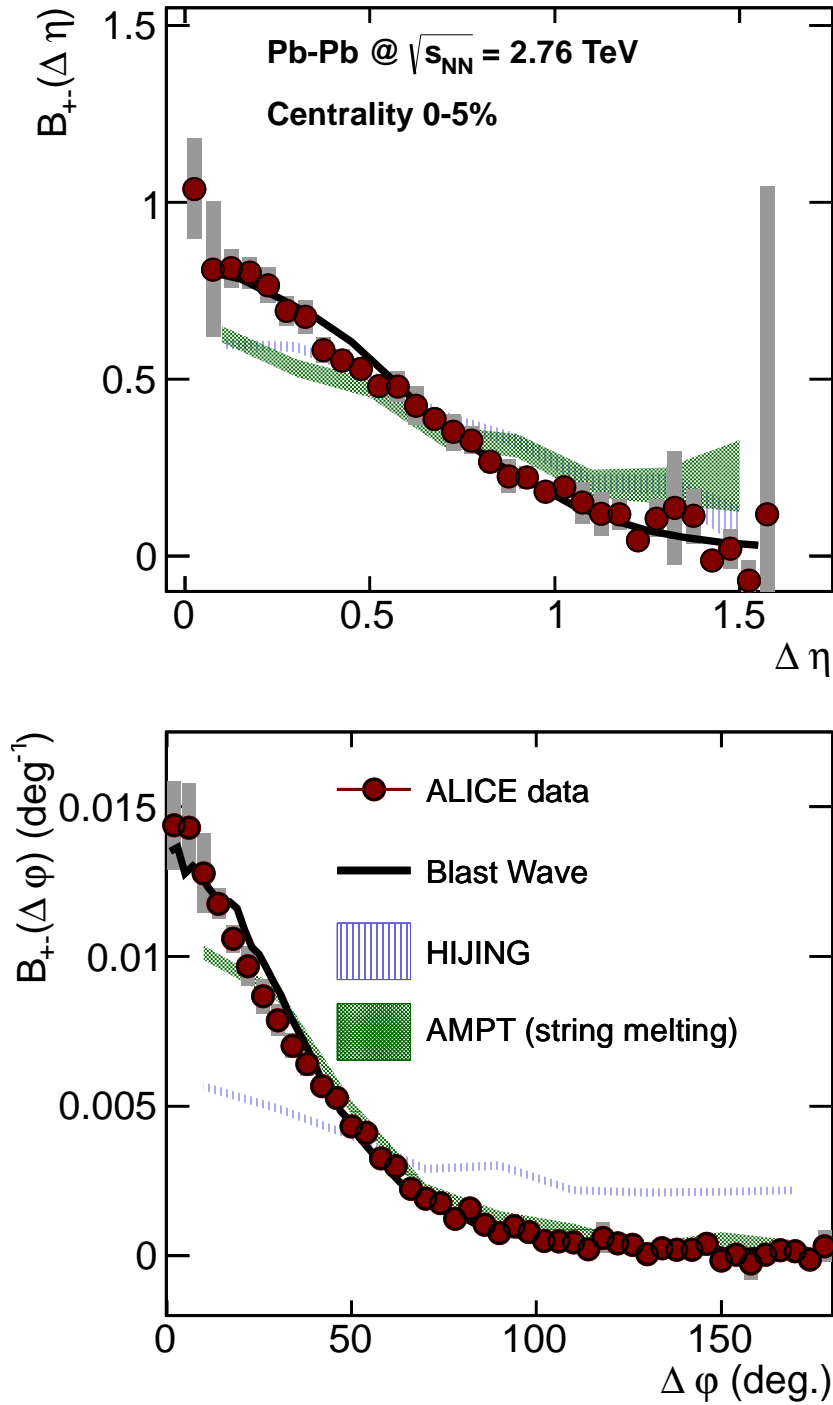 1.5
B₊₋(Δ η)
Pb-Pb @ √sNN = 2.76 TeV
Centrality 0-5%
1
0.5
0
0 0.5 1 1.5
Δ η
B₊₋(Δ φ) (deg⁻¹)
0.015
ALICE data
Blast Wave
0.01
HIJING
AMPT (string melting)
0.005
0
0 50 100 150
Δ φ (deg.)